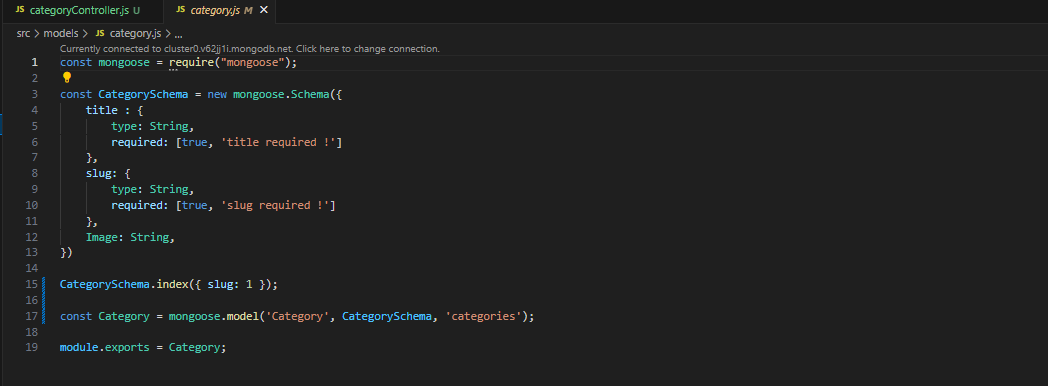 JS categoryController.js U JS category.js M ×
src > models > JS category.js > ...
Currently connected to cluster0.v62jj1i.mongodb.net. Click here to change connection.
1 const mongoose = require("mongoose");
2
3 const CategorySchema = new mongoose.Schema({
4 title : {
5 type: String,
6 required: [true, 'title required !']
7 },
8 slug: {
9 type: String,
10 required: [true, 'slug required !']
11 },
12 Image: String,
13 })
14
15 CategorySchema.index({ slug: 1 });
16
17 const Category = mongoose.model('Category', CategorySchema, 'categories');
18
19 module.exports = Category;